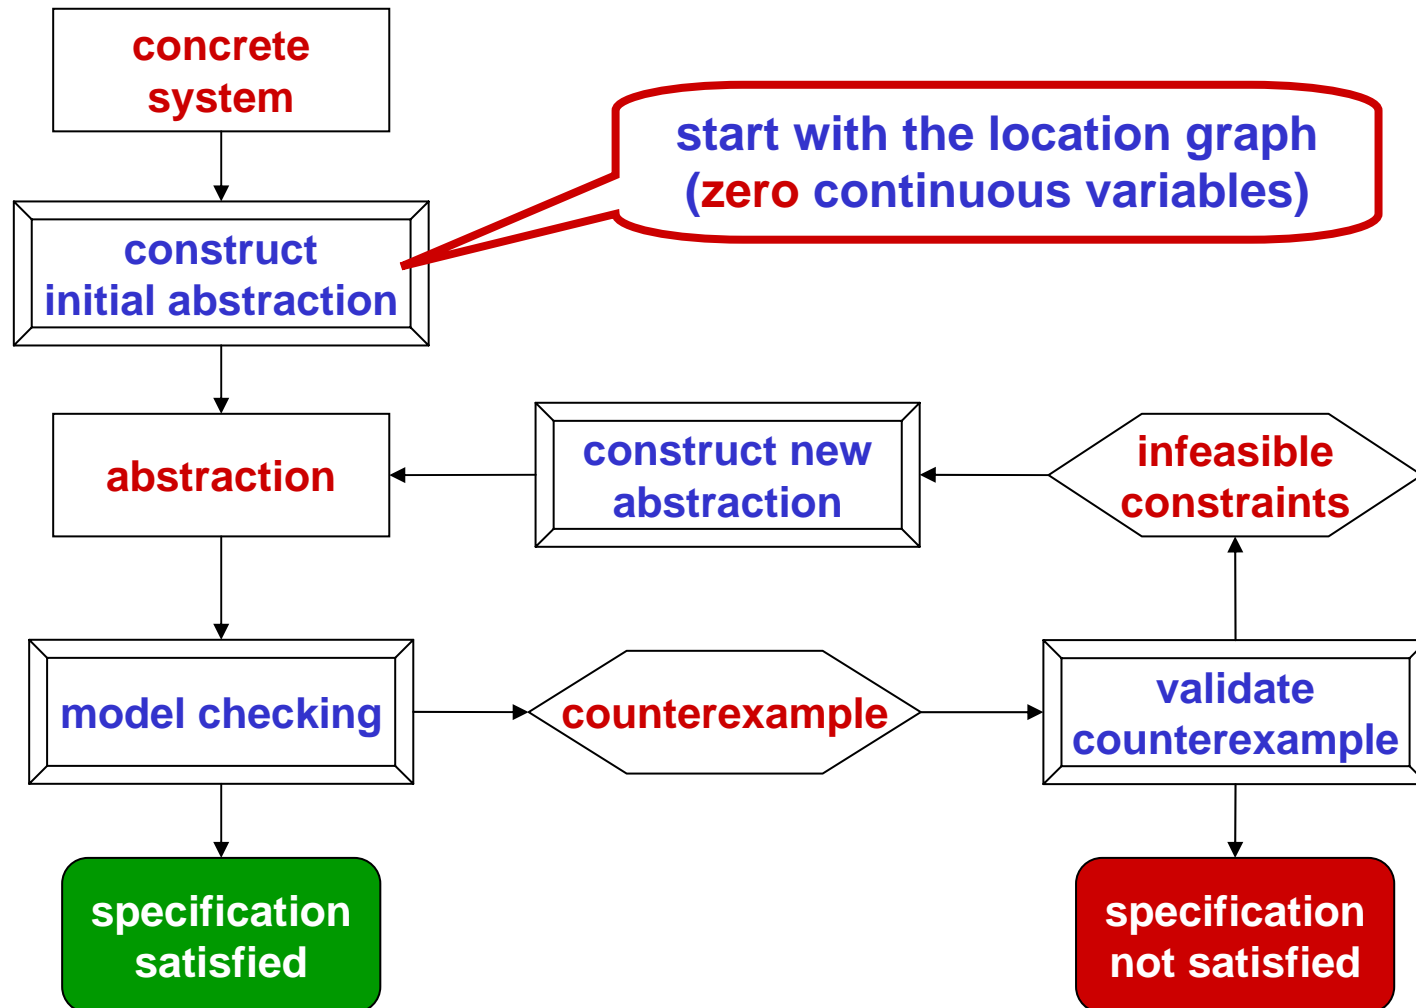 concrete
system
start with the location graph
(zero continuous variables)
construct
initial abstraction
abstraction
construct new
abstraction
infeasible
constraints
model checking
counterexample
validate
counterexample
specification
satisfied
specification
not satisfied